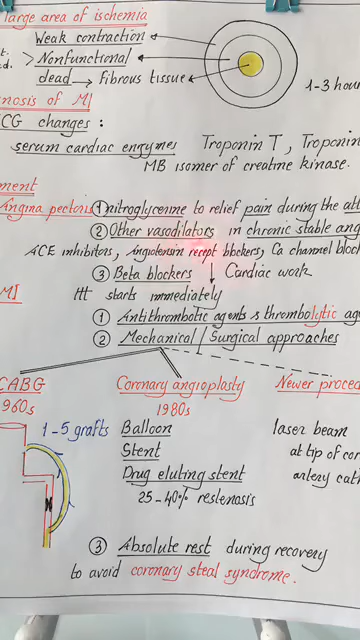 large area of ischemia
Weak contraction
Nonfunctional
dead → Fibrous tissue
1-3 hour
gnosis of MI
CG changes :
serum cardiac enzymes Troponin T, Troponin
MB isomer of creatine kinase.
ment
Angina pectoris ① nitroglycerine to relief pain during the att
② Other vasodilators in chronic stable ang
ACE inhibitors, Angiotensin recept blockers, Ca channel block
③ Beta blockers ↓ Cardiac work
MI ttt starts immediately
① Antithrombotic agents & thrombolytic ag
② Mechanical / Surgical approaches
CABG Coronary angioplasty Newer proced
960s 1980s
1-5 grafts Balloon laser beam
Stent at tip of cor
Drug eluting stent artery cath
25-40% restenosis
③ Absolute rest during recovery
to avoid coronary steal syndrome.